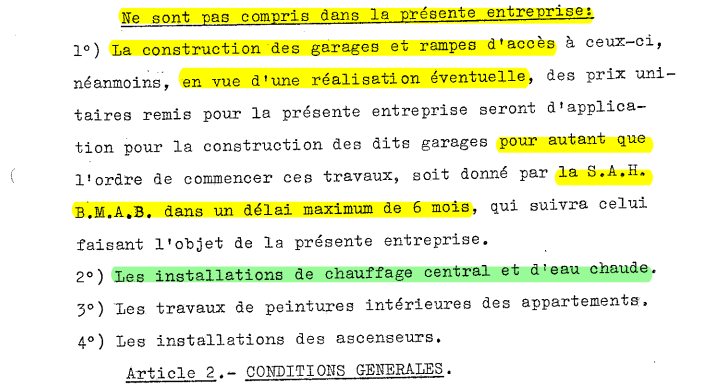 Ne sont pas compris dans la présente entreprise:
1°) La construction des garages et rampes d'accès à ceux-ci,
néanmoins, en vue d'une réalisation éventuelle, des prix uni-
taires remis pour la présente entreprise seront d'applica-
tion pour la construction des dits garages pour autant que
l'ordre de commencer ces travaux, soit donné par la S.A.H.
B.M.A.B. dans un délai maximum de 6 mois, qui suivra celui
faisant l'objet de la présente entreprise.
2°) Les installations de chauffage central et d'eau chaude.
3°) Les travaux de peintures intérieures des appartements.
4°) Les installations des ascenseurs.
Article 2.- CONDITIONS GENERALES.